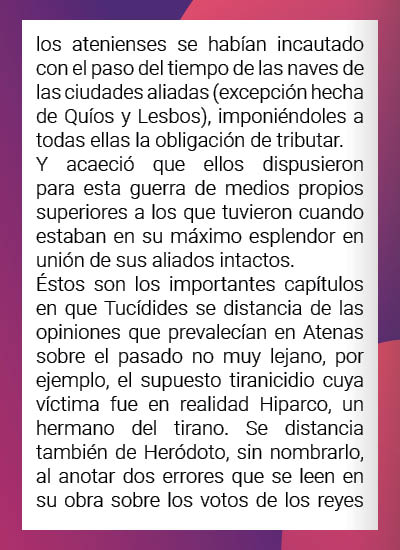 los atenienses se habían incautado
con el paso del tiempo de las naves de
las ciudades aliadas (excepción hecha
de Quíos y Lesbos), imponiéndoles a
todas ellas la obligación de tributar.
Y acaeció que ellos dispusieron
para esta guerra de medios propios
superiores a los que tuvieron cuando
estaban en su máximo esplendor en
unión de sus aliados intactos.
Éstos son los importantes capítulos
en que Tucídides se distancia de las
opiniones que prevalecían en Atenas
sobre el pasado no muy lejano, por
ejemplo, el supuesto tiranicidio cuya
víctima fue en realidad Hiparco, un
hermano del tirano. Se distancia
también de Heródoto, sin nombrarlo,
al anotar dos errores que se leen en
su obra sobre los votos de los reyes